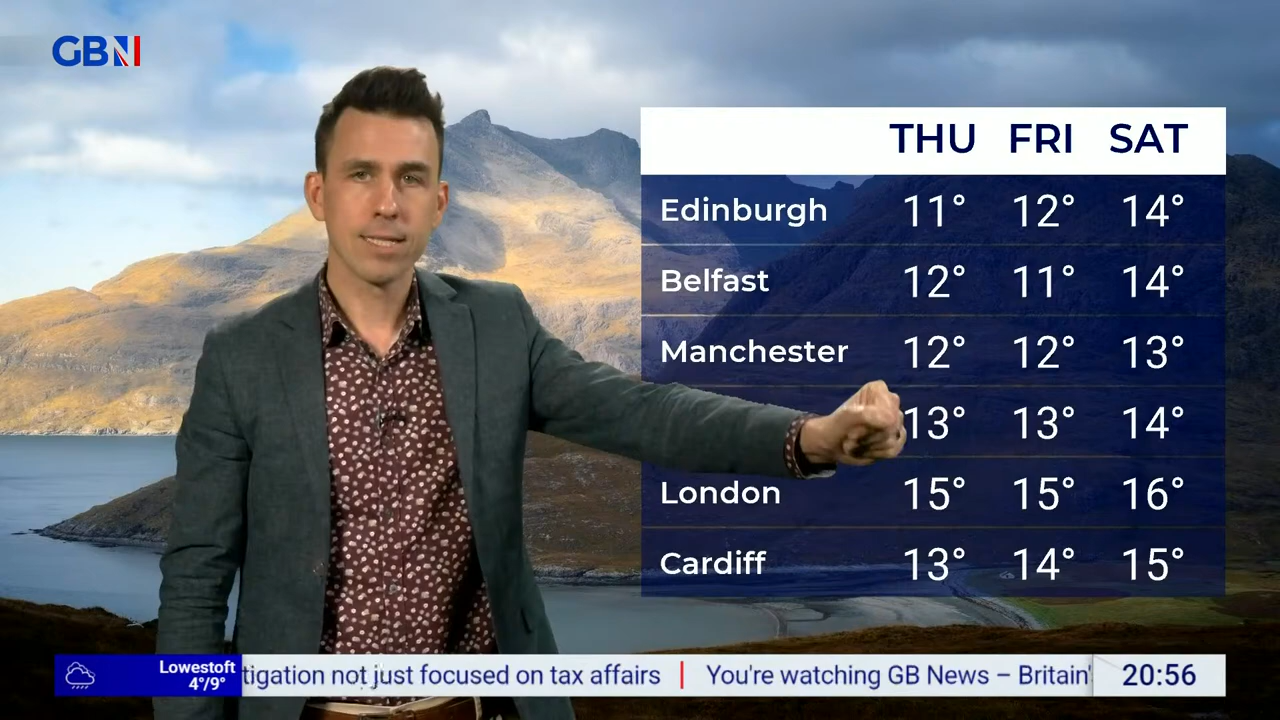 GBN
THU FRI SAT
Edinburgh 11° 12° 14°
Belfast 12° 11° 14°
Manchester 12° 12° 13°
13° 13° 14°
London 15° 15° 16°
Cardiff 13° 14° 15°
Lowestoft
4°/9°
tigation not just focused on tax affairs | You're watching GB News – Britain'
20:56